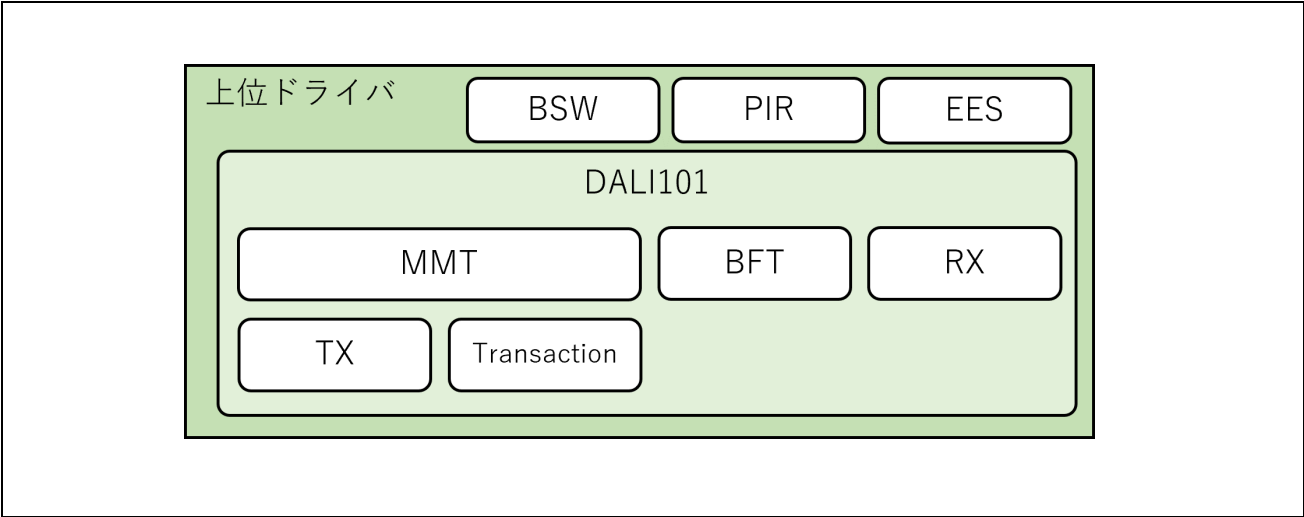 上位ドライバ
BSW
PIR
EES
DALI101
MMT
BFT
RX
TX
Transaction